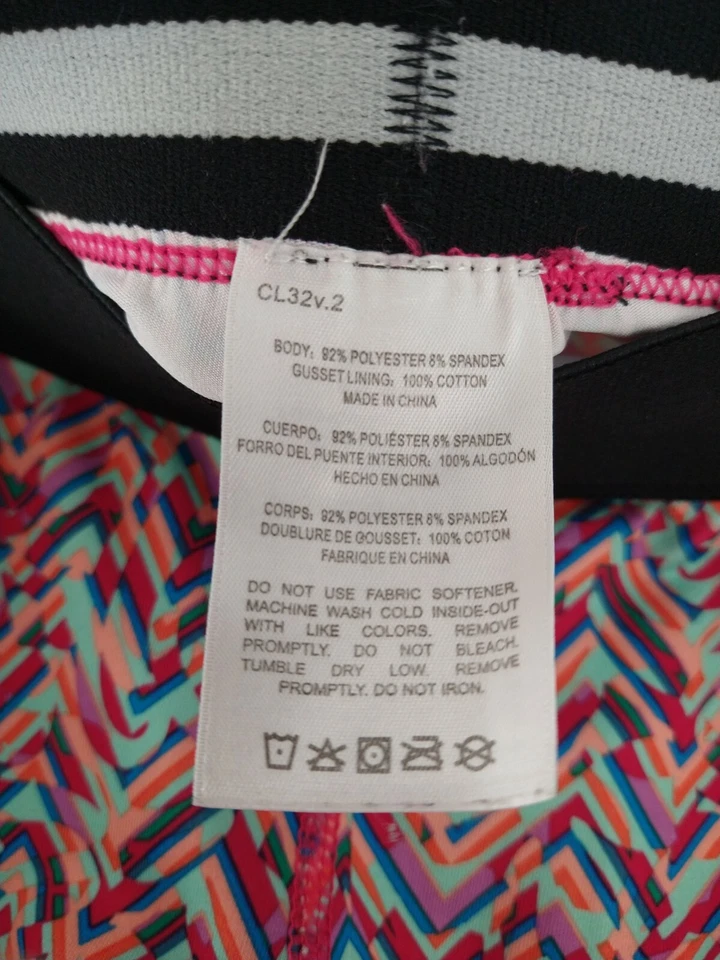 CL32v.2
BODY: 92% POLYESTER 8% SPANDEX
GUSSET LINING: 100% COTTON
MADE IN CHINA
CUERPO: 92% POLIÉSTER 8% SPANDEX
FORRO DEL PUENTE INTERIOR: 100% ALGODÓN
HECHO EN CHINA
CORPS: 92% POLYESTER 8% SPANDEX
DOUBLURE DE GOUSSET: 100% COTON
FABRIQUE EN CHINA
DO NOT USE FABRIC SOFTENER.
MACHINE WASH COLD INSIDE-OUT
WITH LIKE COLORS. REMOVE
PROMPTLY. DO NOT BLEACH.
TUMBLE DRY LOW. REMOVE
PROMPTLY. DO NOT IRON.